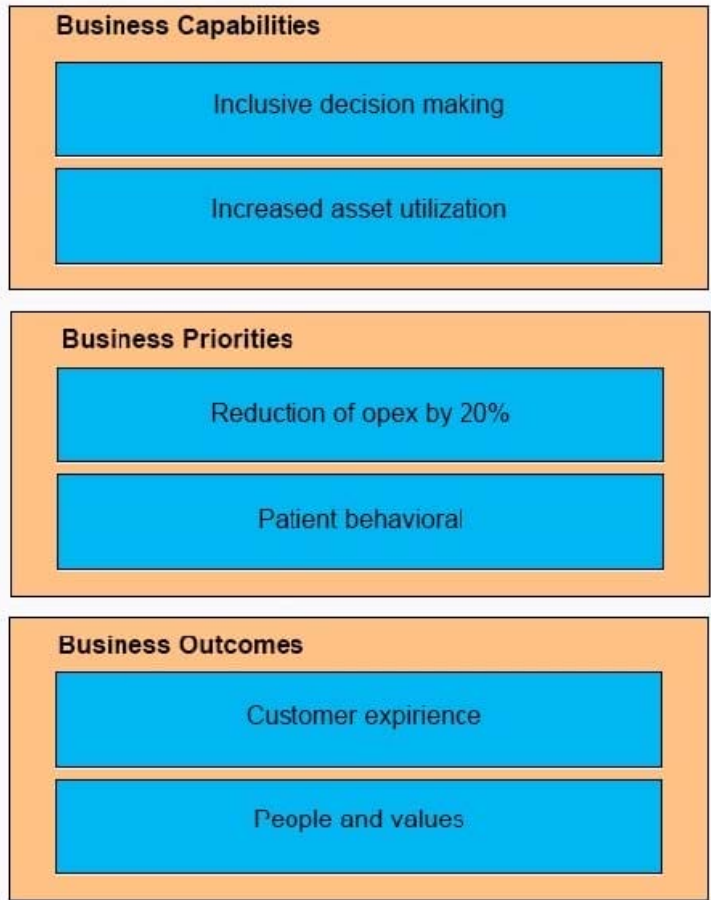 Business Capabilities
Inclusive decision making
Increased asset utilization
Business Priorities
Reduction of opex by 20%
Patient behavioral
Business Outcomes
Customer expirience
People and values